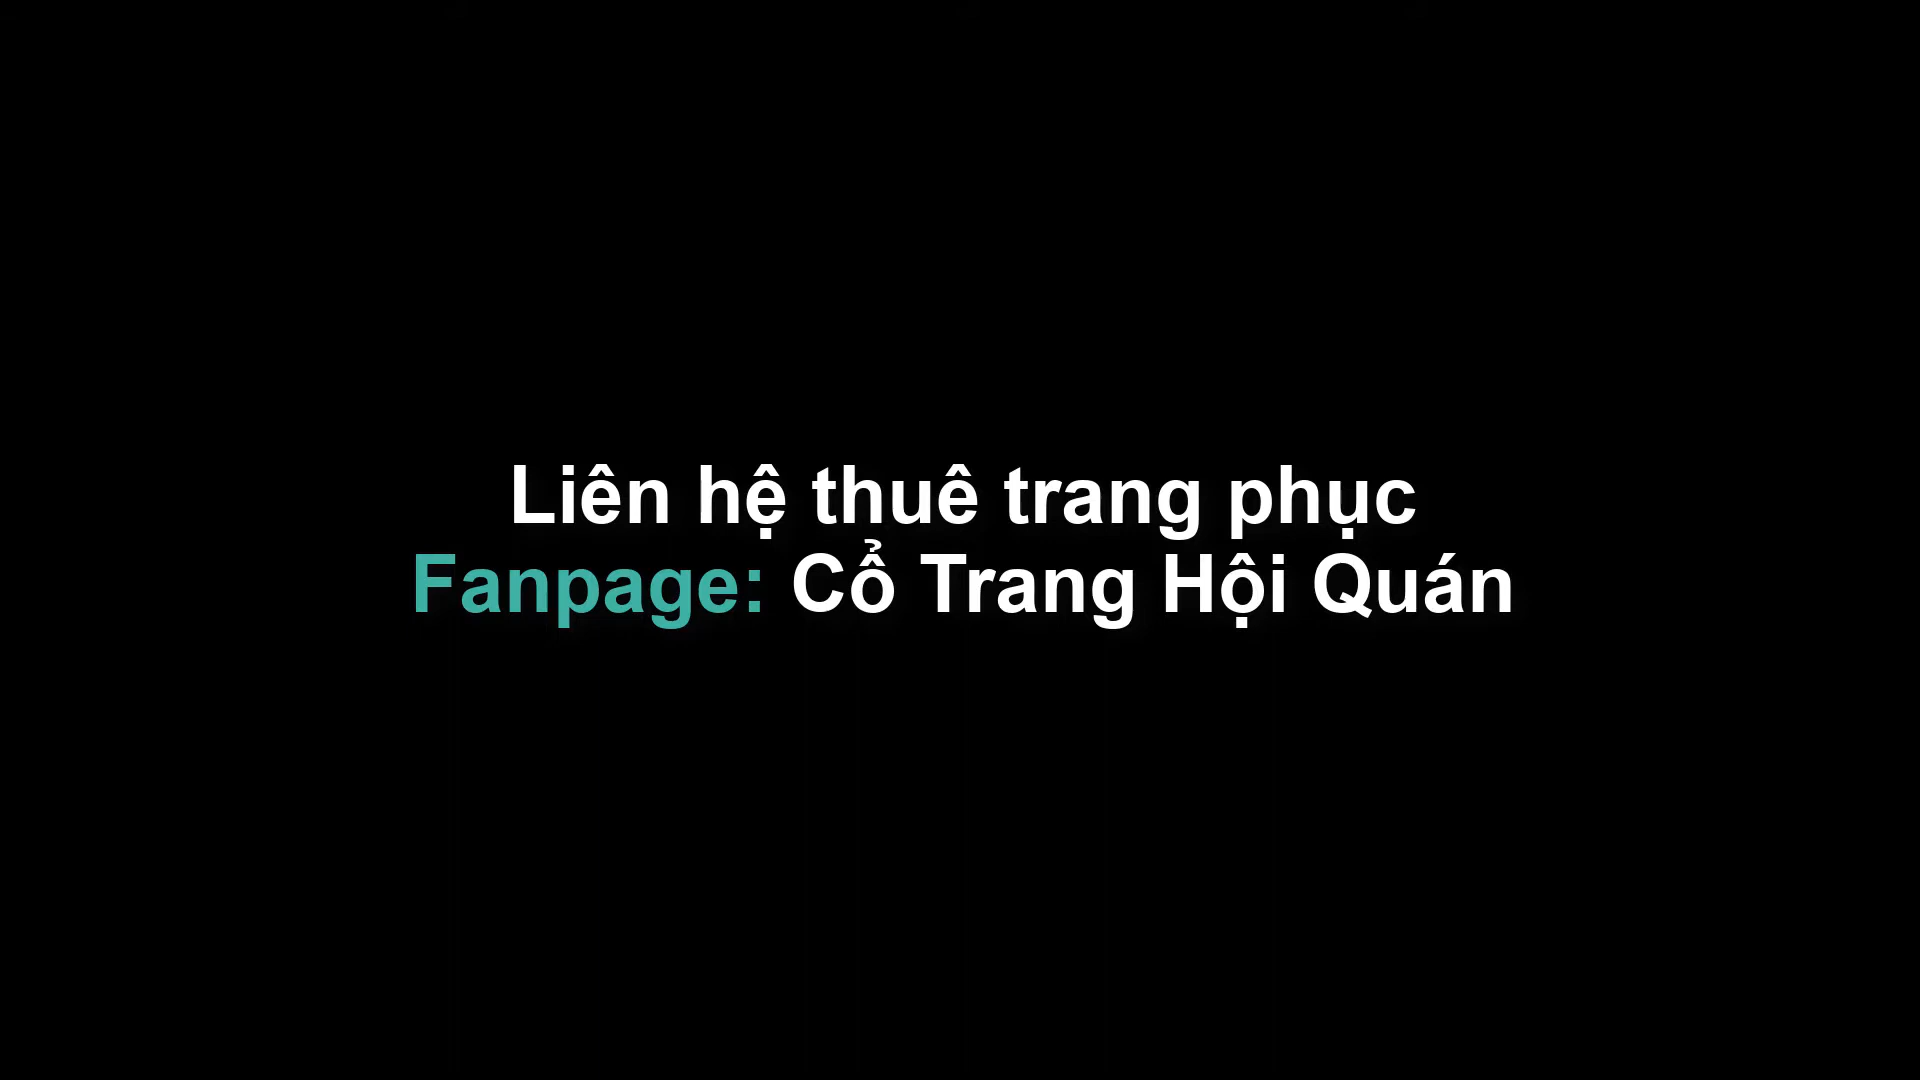 Liên hệ thuê trang phục
Fanpage: Cổ Trang Hội Quán